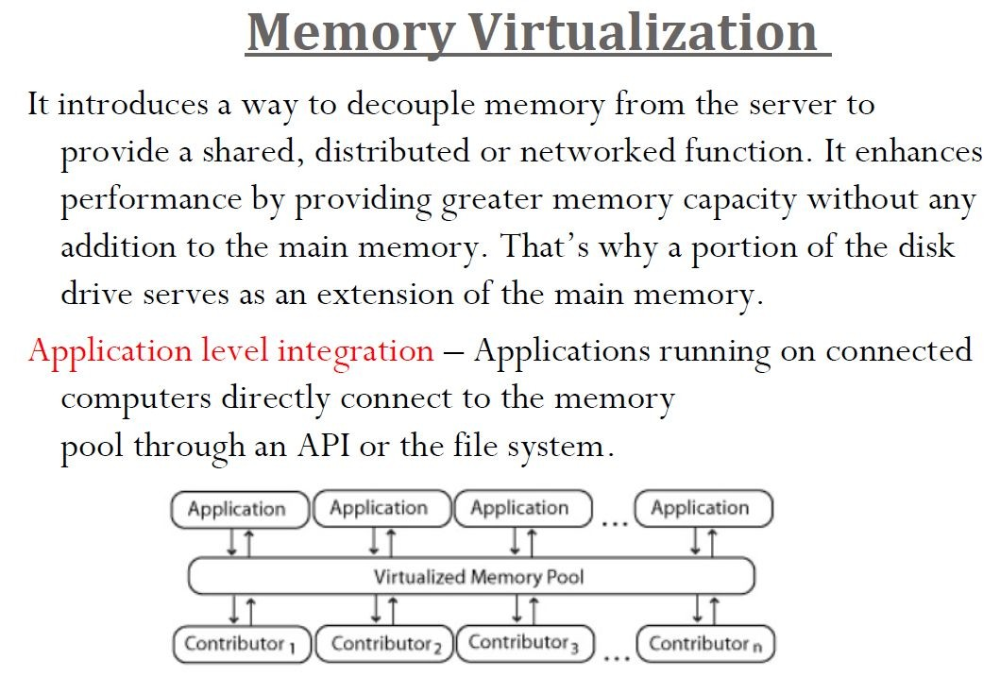 Memory Virtualization
It introduces a way to decouple memory from the server to
provide a shared, distributed or networked function. It enhances
performance by providing greater memory capacity without any
addition to the main memory. That’s why a portion of the disk
drive serves as an extension of the main memory.
Application level integration – Applications running on connected
computers directly connect to the memory
pool through an API or the file system.
Application Application Application ... Application
Virtualized Memory Pool
Contributor 1 Contributor 2 Contributor 3 ... Contributor n